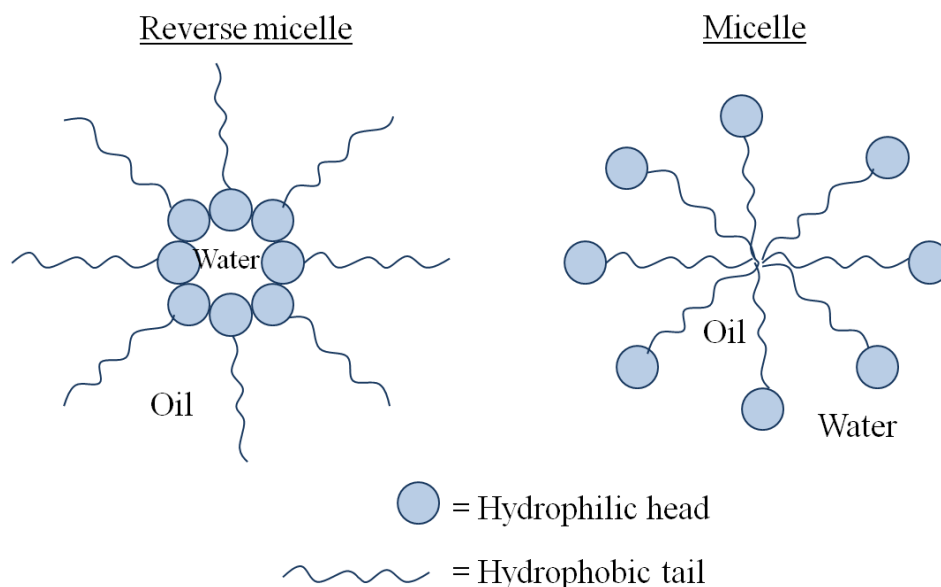 Reverse micelle
Micelle
Water
Oil
Oil
Water
= Hydrophilic head
= Hydrophobic tail